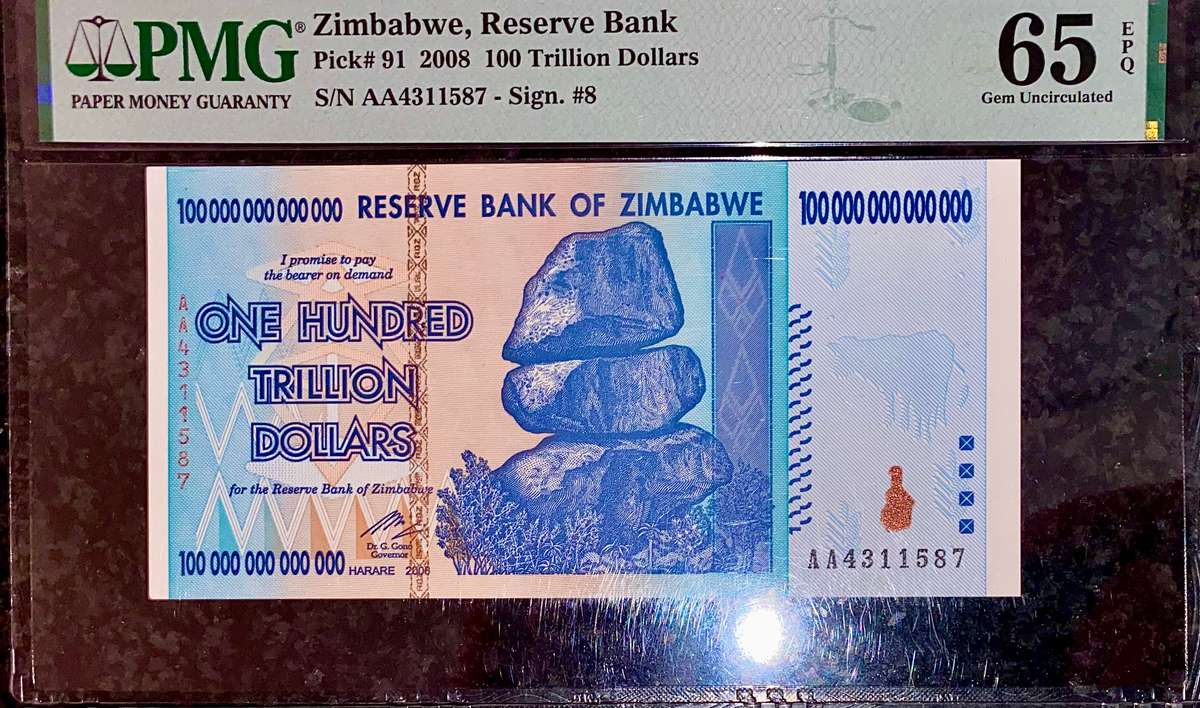 PMG®
PAPER MONEY GUARANTY
Zimbabwe, Reserve Bank
Pick# 91 2008 100 Trillion Dollars
S/N AA4311587 - Sign. #8
65
EPQ
Gem Uncirculated
100 000 000 000 000 RESERVE BANK OF ZIMBABWE 100 000 000 000 000
I promise to pay
the bearer on demand
ONE HUNDRED
TRILLION
DOLLARS
for the Reserve Bank of Zimbabwe
Dr. G. Gono
Governor
100 000 000 000 000 HARARE 2008
AA4311587
AA4311587
RBZ